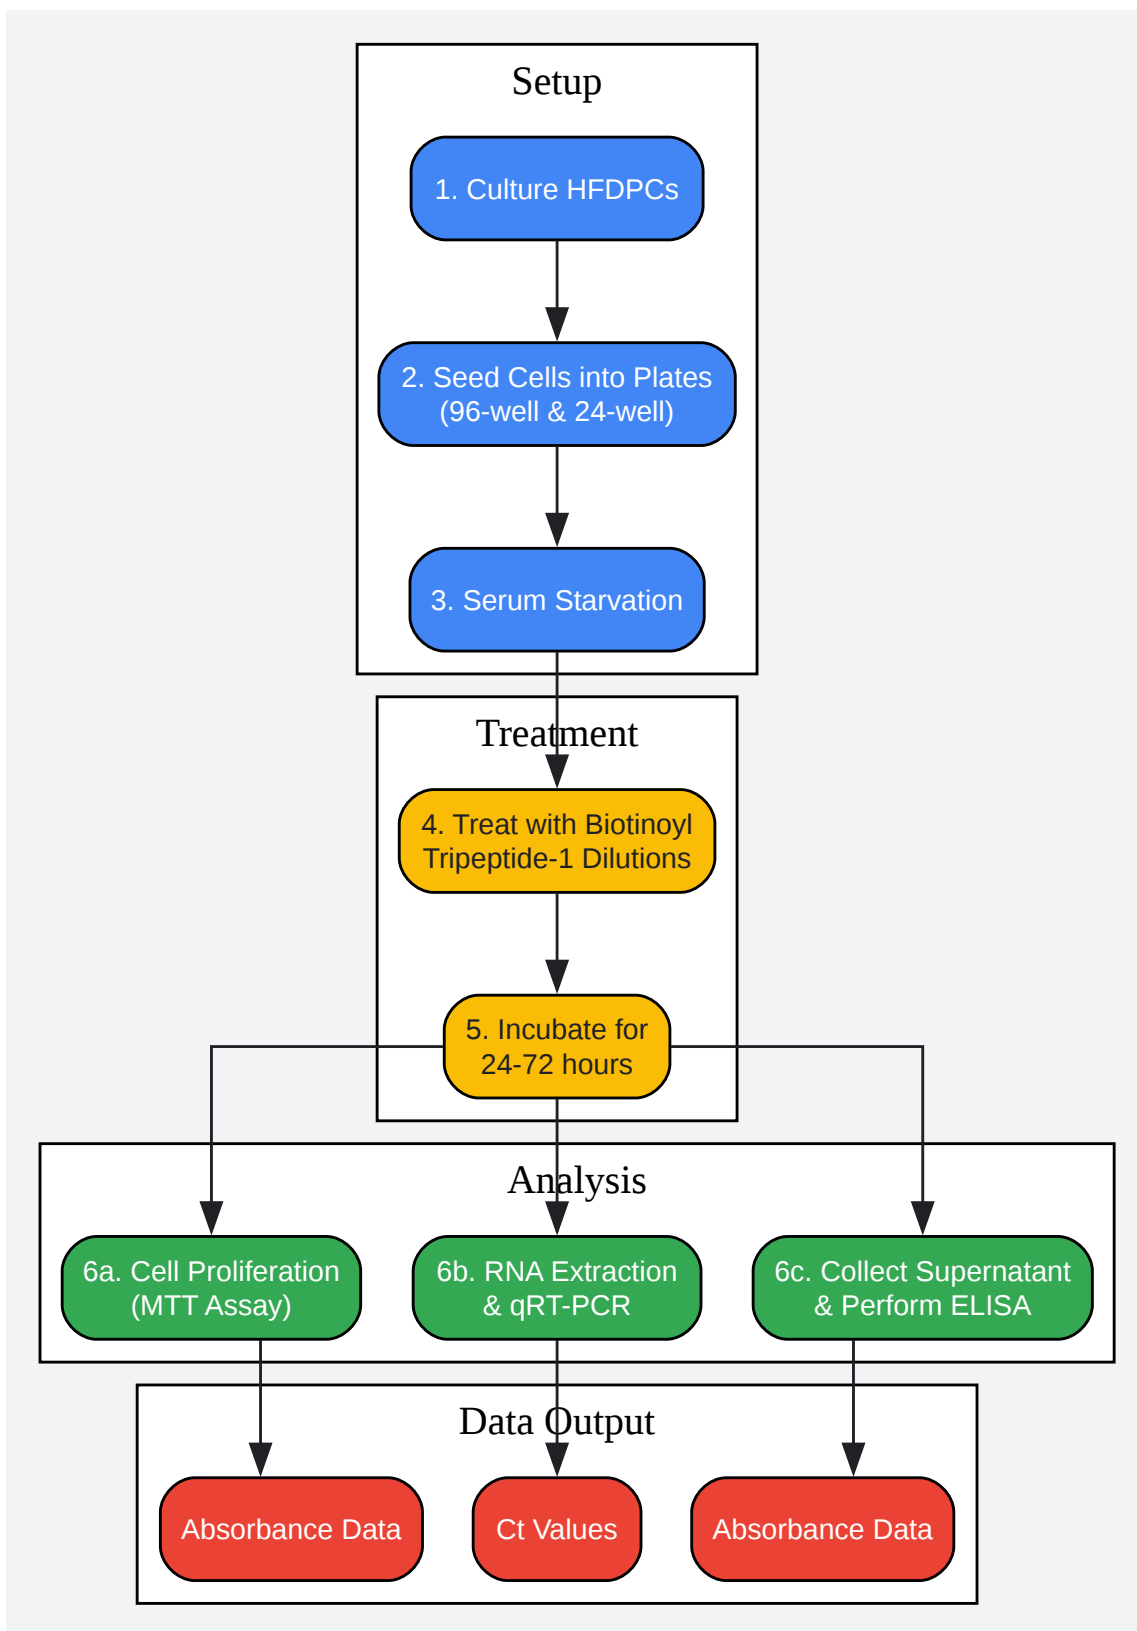 Setup
1. Culture HFDPCs
2. Seed Cells into Plates
(96-well & 24-well)
3. Serum Starvation
Treatment
4. Treat with Biotinoyl
Tripeptide-1 Dilutions
5. Incubate for
24-72 hours
Analysis
6a. Cell Proliferation
(MTT Assay)
6b. RNA Extraction
& qRT-PCR
6c. Collect Supernatant
& Perform ELISA
Data Output
Absorbance Data
Ct Values
Absorbance Data